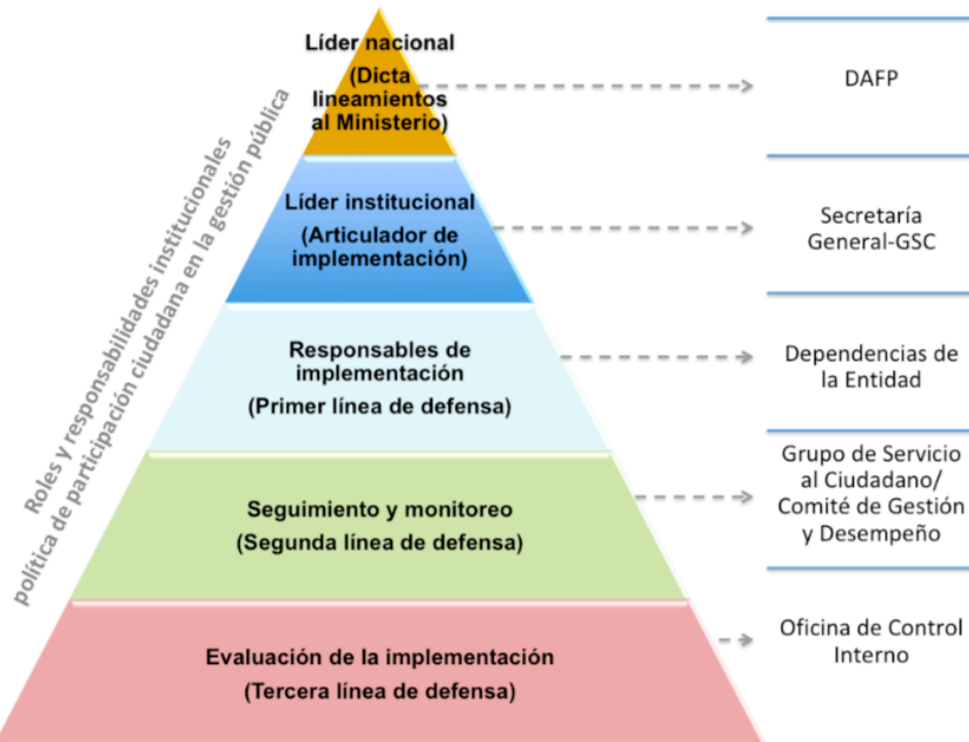 Roles y responsabilidades institucionales
política de participación ciudadana en la gestión pública
Líder nacional
(Dicta
lineamientos
al Ministerio)
DAFP
Líder institucional
(Articulador de
implementación)
Secretaría
General-GSC
Responsables de
implementación
(Primer línea de defensa)
Dependencias de
la Entidad
Seguimiento y monitoreo
(Segunda línea de defensa)
Grupo de Servicio
al Ciudadano/
Comité de Gestión
y Desempeño
Evaluación de la implementación
(Tercera línea de defensa)
Oficina de Control
Interno